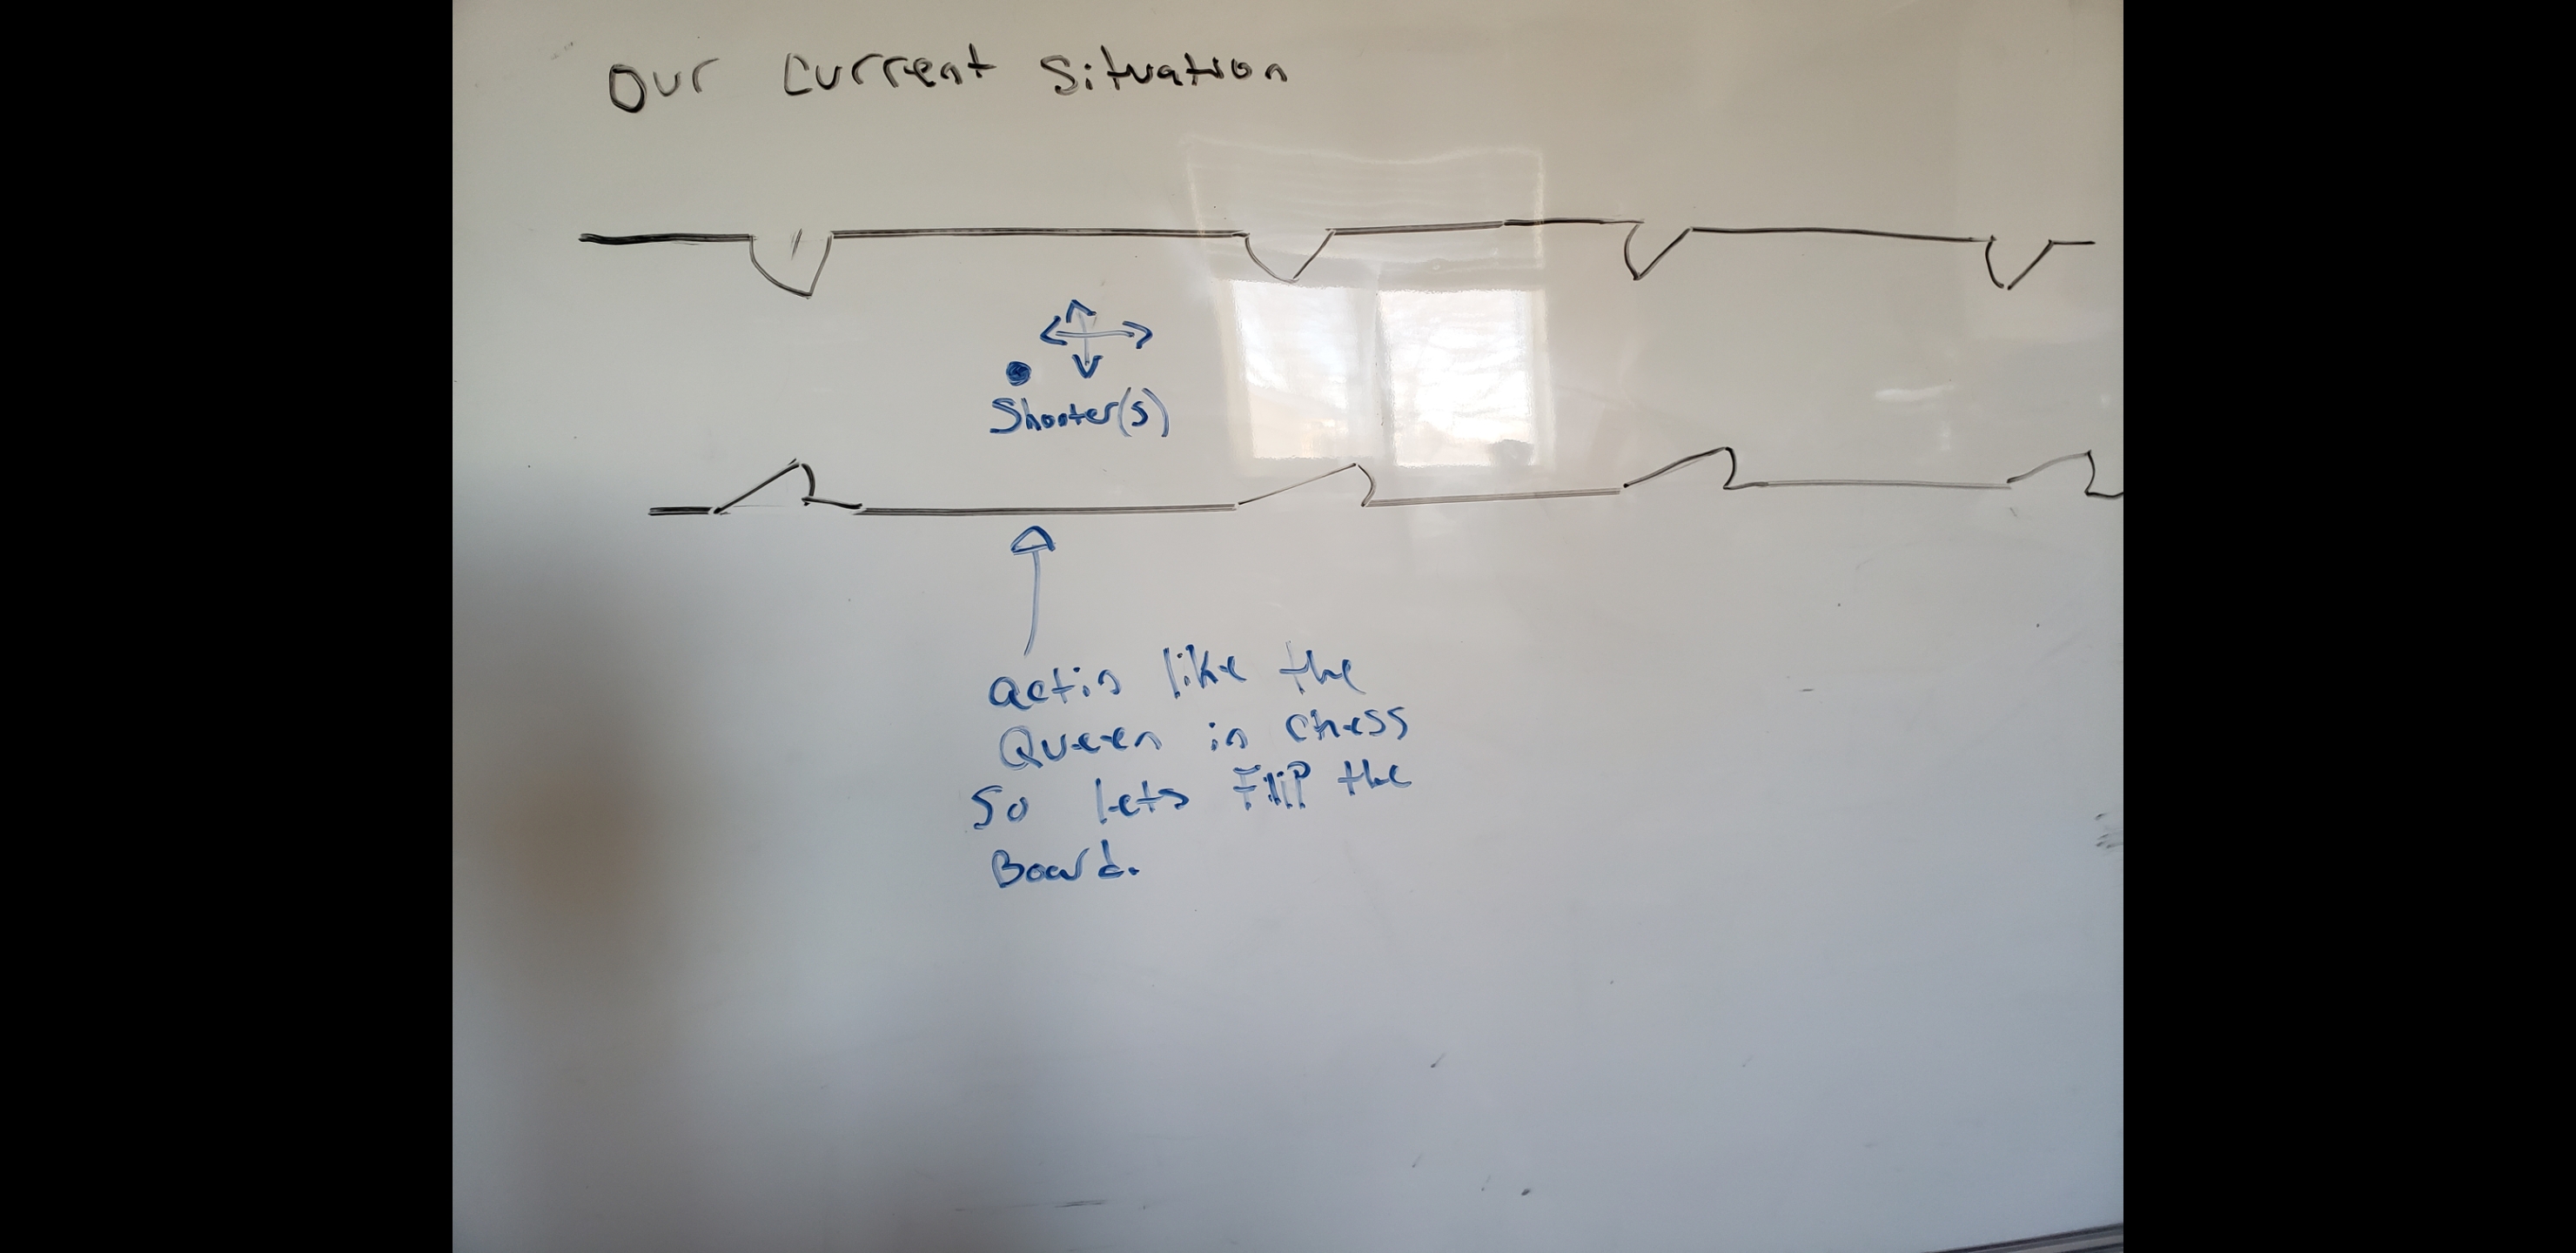 Our Current Situation
Shooter(s)
actin like the
Queen in chess
So lets Flip the
Board.